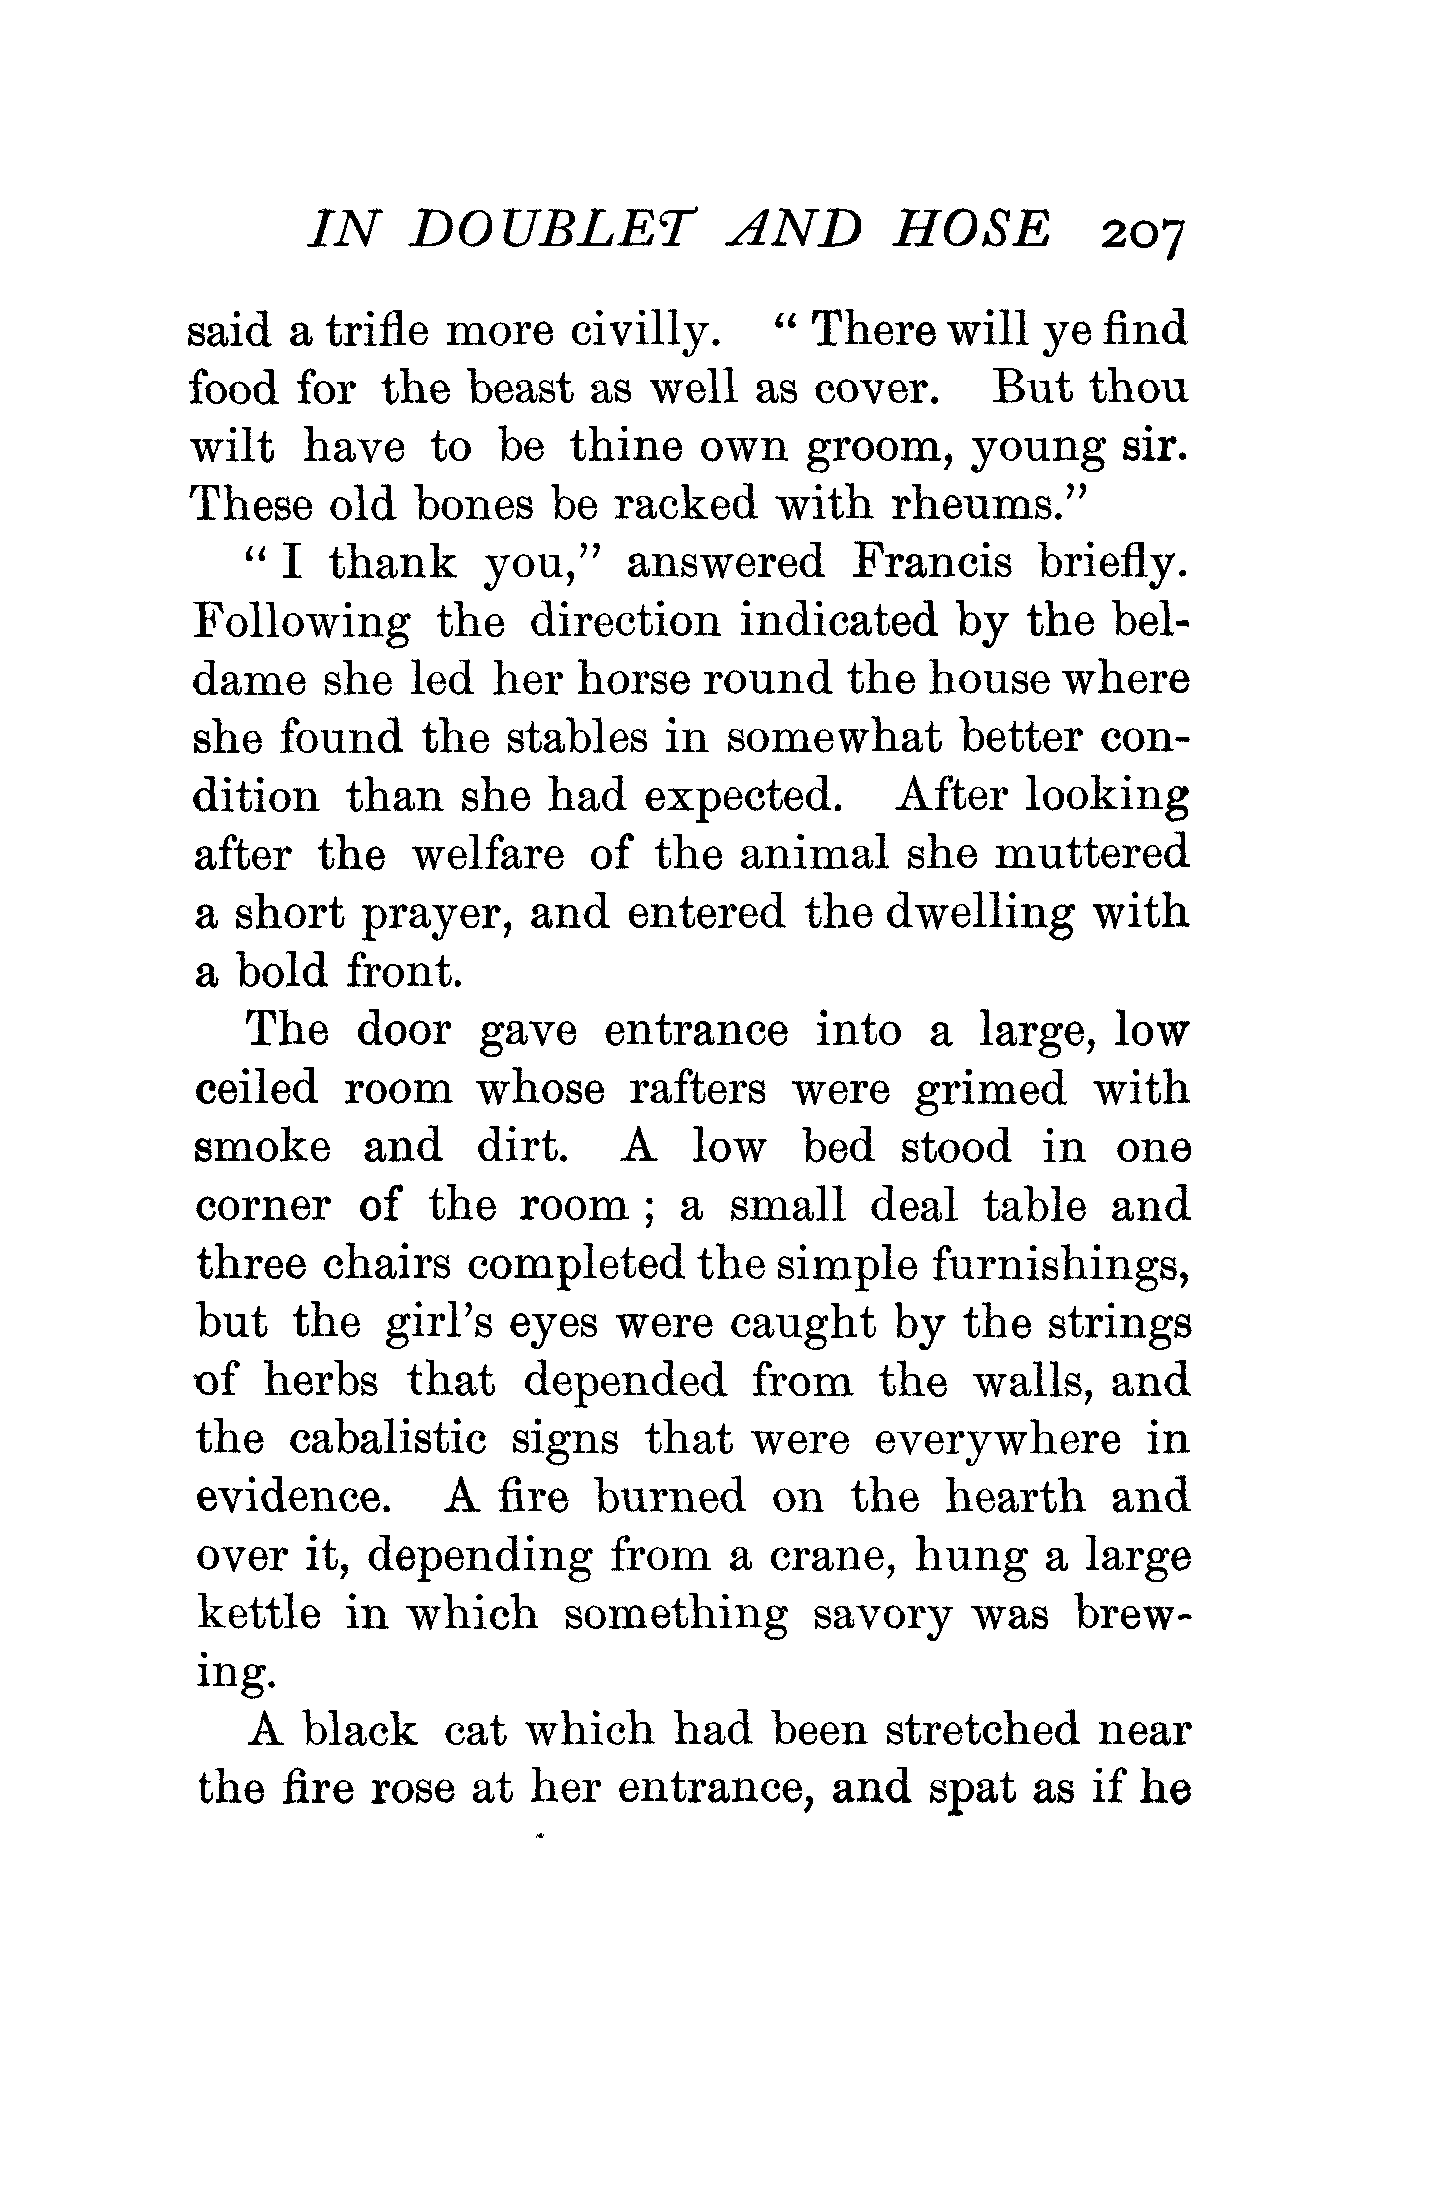 IN DOUBLET AND HOSE 207
said a trifle more civilly. “ There will ye find
food for the beast as well as cover. But thou
wilt have to be thine own groom, young sir.
These old bones be racked with rheums.”
“ I thank you,” answered Francis briefly.
Following the direction indicated by the bel-
dame she led her horse round the house where
she found the stables in somewhat better con-
dition than she had expected. After looking
after the welfare of the animal she muttered
a short prayer, and entered the dwelling with
a bold front.
The door gave entrance into a large, low
ceiled room whose rafters were grimed with
smoke and dirt. A low bed stood in one
corner of the room ; a small deal table and
three chairs completed the simple furnishings,
but the girl’s eyes were caught by the strings
of herbs that depended from the walls, and
the cabalistic signs that were everywhere in
evidence. A fire burned on the hearth and
over it, depending from a crane, hung a large
kettle in which something savory was brew-
ing.
A black cat which had been stretched near
the fire rose at her entrance, and spat as if he